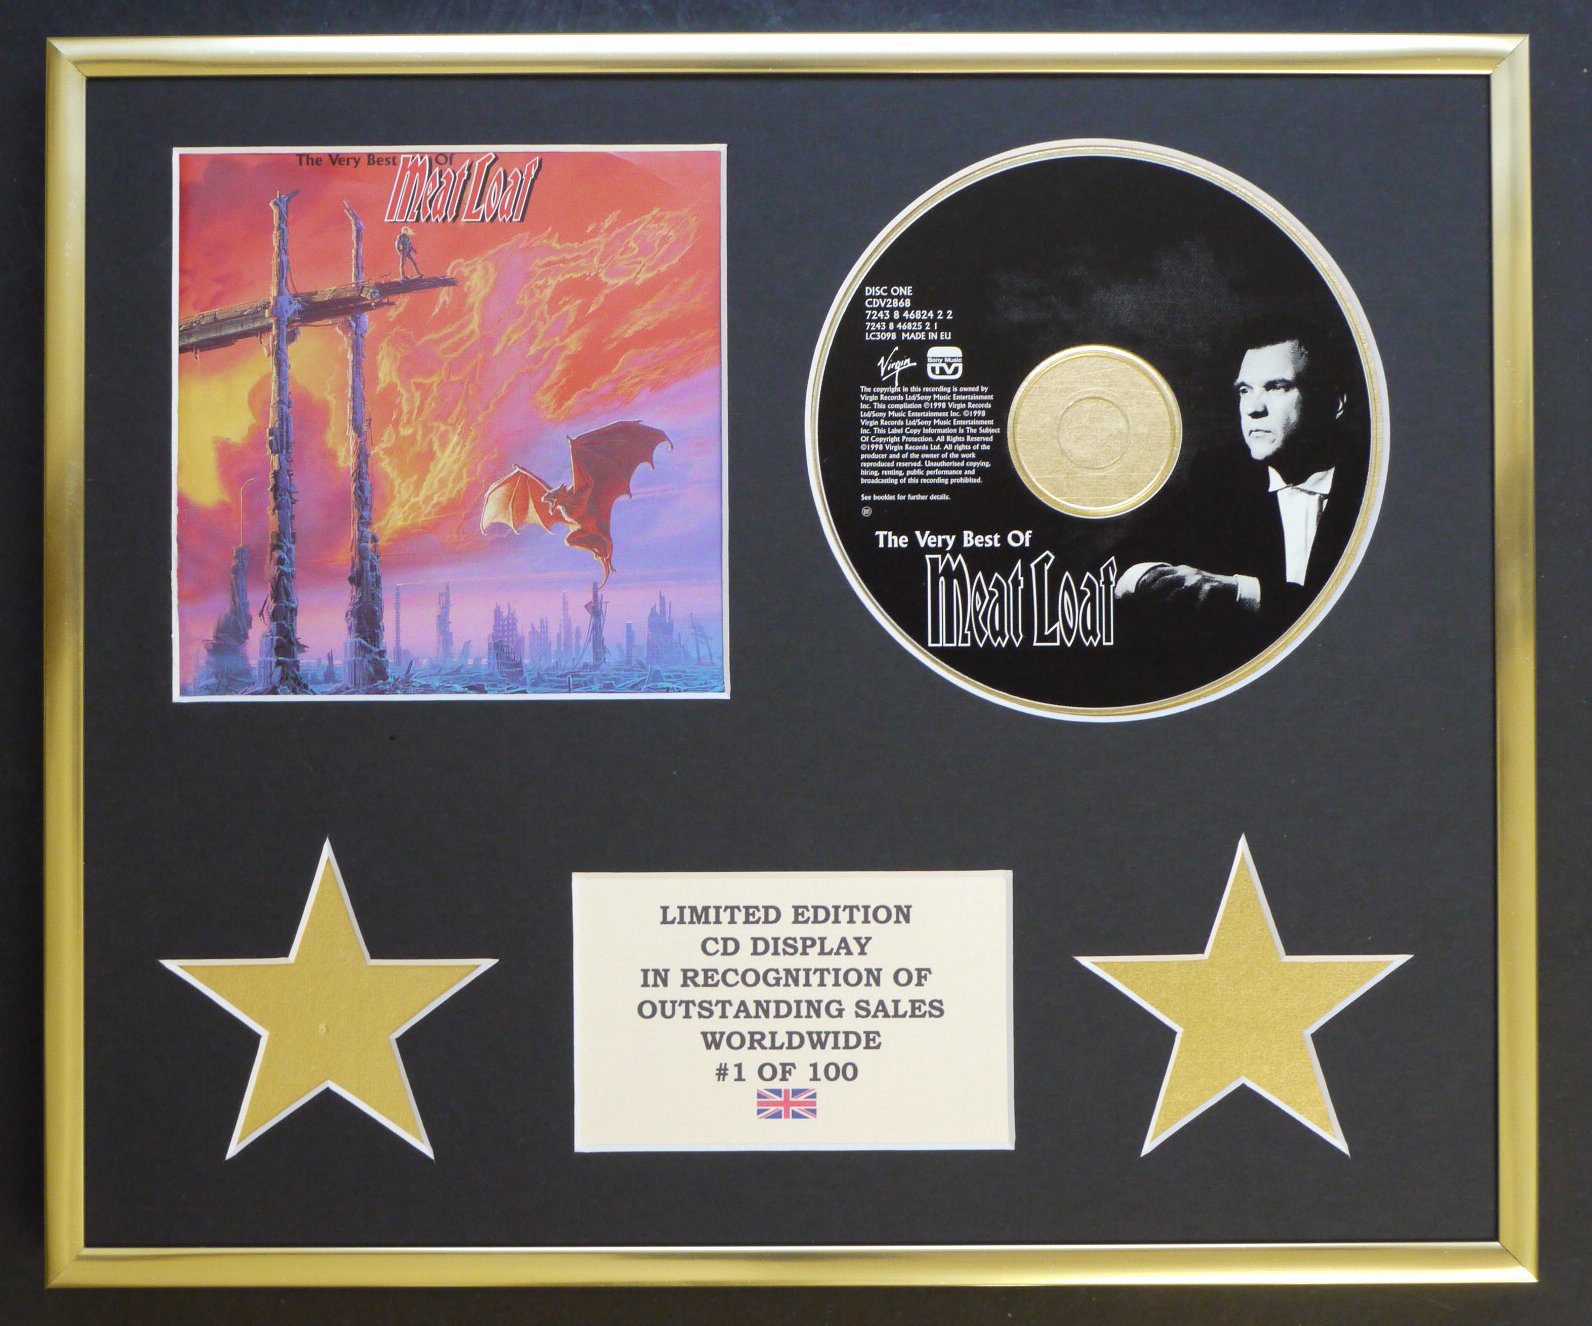 The Very Best Of
Meat Loaf
DISC ONE
CDV2868
7243 8 46824 2 2
7243 8 46825 2 1
LC3098 MADE IN EU
Virgin
Sony Music
TV
The copyright in this recording is owned by
Virgin Records Ltd/Sony Music Entertainment
Inc. This compilation ℗1998 Virgin Records
Ltd/Sony Music Entertainment Inc. ©1998
Virgin Records Ltd/Sony Music Entertainment
Inc. This Label Copy Information Is The Subject
Of Copyright Protection. All Rights Reserved
©1998 Virgin Records Ltd. All rights of the
producer and of the owner of the work
reproduced reserved. Unauthorised copying,
hiring, renting, public performance and
broadcasting of this recording prohibited.
See booklet for further details.
The Very Best Of
Meat Loaf
LIMITED EDITION
CD DISPLAY
IN RECOGNITION OF
OUTSTANDING SALES
WORLDWIDE
#1 OF 100